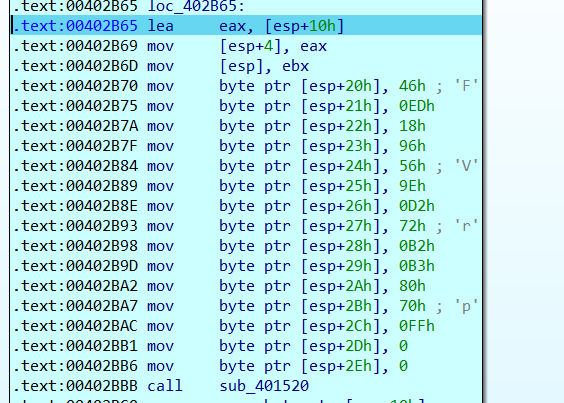 .text:00402B65 loc_402B65:
.text:00402B65 lea eax, [esp+10h]
.text:00402B69 mov [esp+4], eax
.text:00402B6D mov [esp], ebx
.text:00402B70 mov byte ptr [esp+20h], 46h ; 'F'
.text:00402B75 mov byte ptr [esp+21h], 0EDh
.text:00402B7A mov byte ptr [esp+22h], 18h
.text:00402B7F mov byte ptr [esp+23h], 96h
.text:00402B84 mov byte ptr [esp+24h], 56h ; 'V'
.text:00402B89 mov byte ptr [esp+25h], 9Eh
.text:00402B8E mov byte ptr [esp+26h], 0D2h
.text:00402B93 mov byte ptr [esp+27h], 72h ; 'r'
.text:00402B98 mov byte ptr [esp+28h], 0B2h
.text:00402B9D mov byte ptr [esp+29h], 0B3h
.text:00402BA2 mov byte ptr [esp+2Ah], 80h
.text:00402BA7 mov byte ptr [esp+2Bh], 70h ; 'p'
.text:00402BAC mov byte ptr [esp+2Ch], 0FFh
.text:00402BB1 mov byte ptr [esp+2Dh], 0
.text:00402BB6 mov byte ptr [esp+2Eh], 0
.text:00402BBB call sub_401520